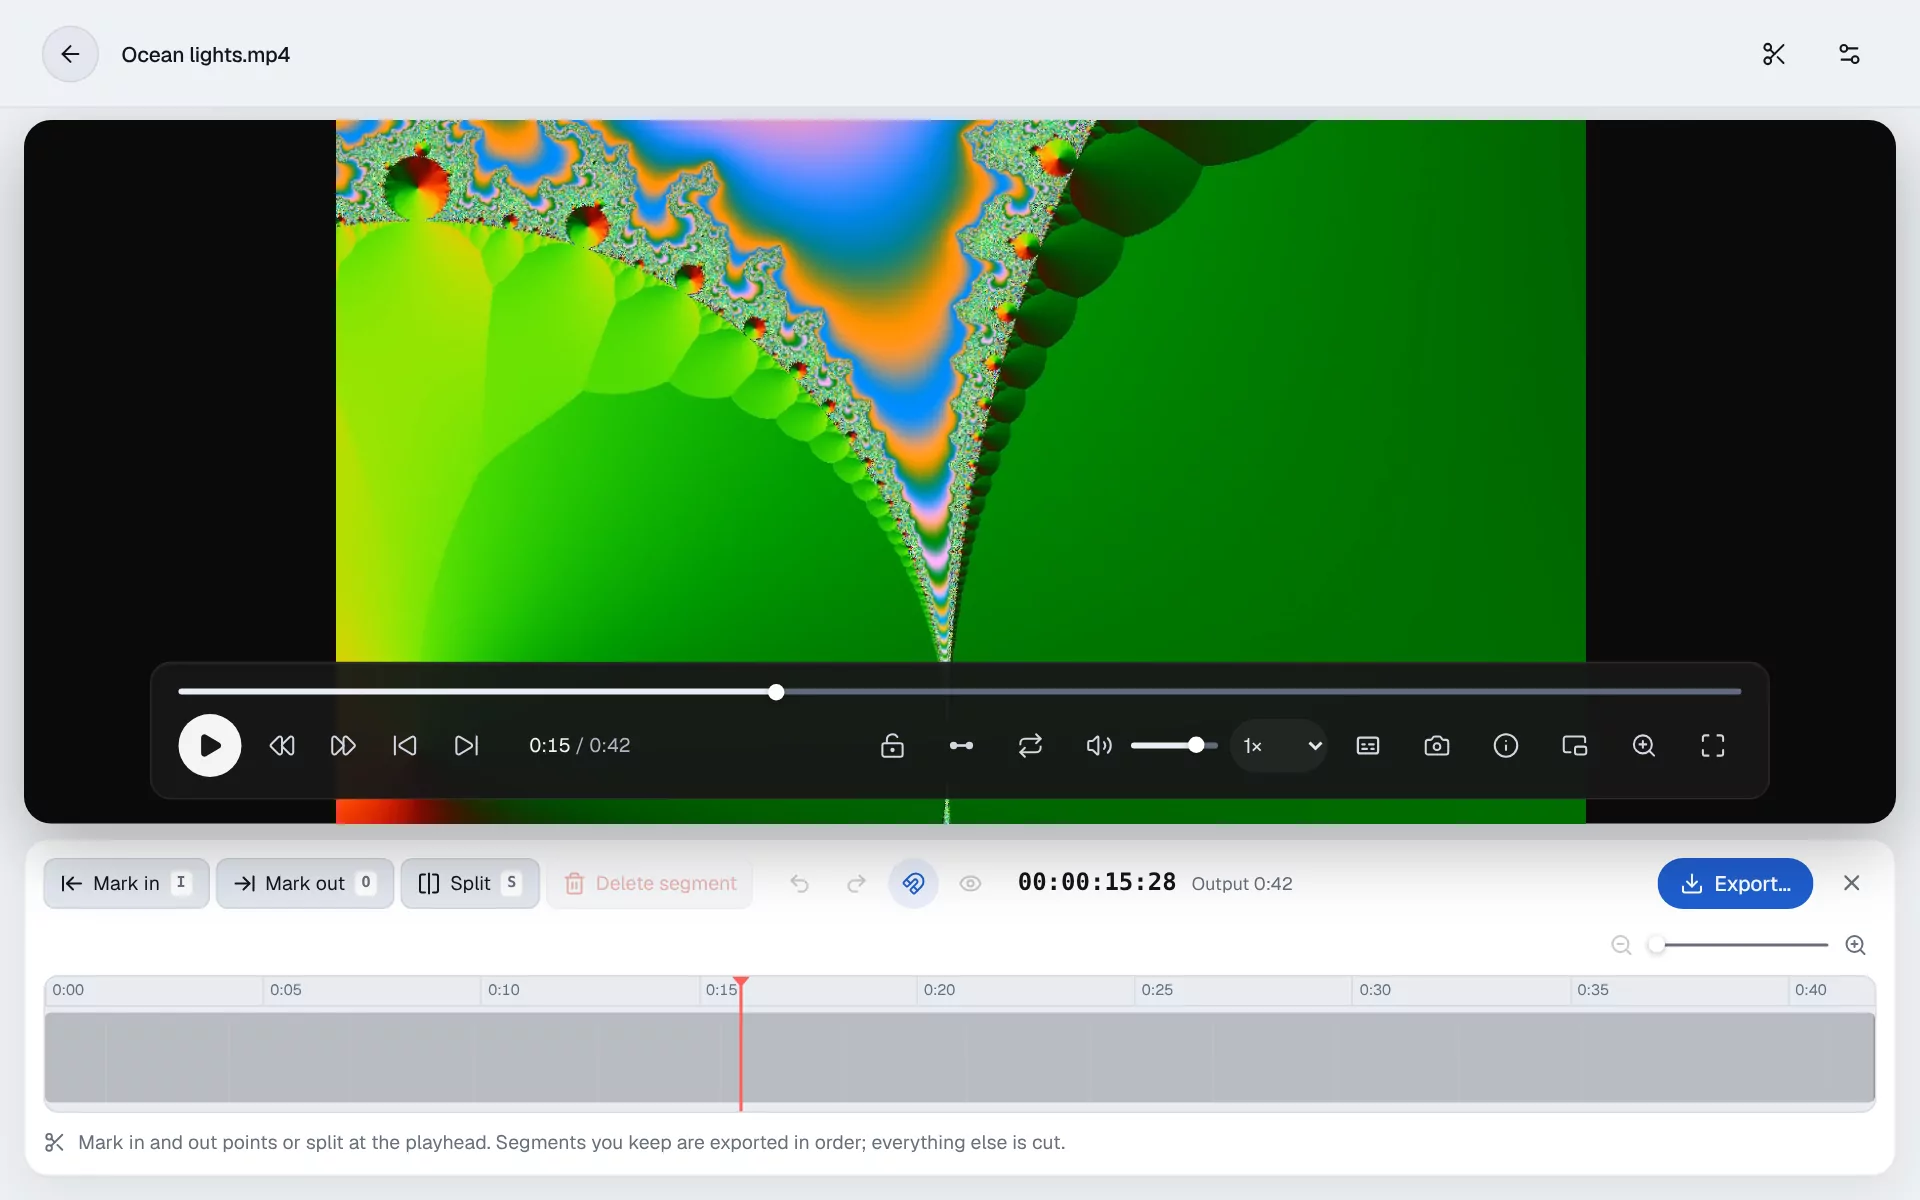 Ocean lights.mp4
0:15 / 0:42
1×
Mark in I
Mark out O
Split S
Delete segment
00:00:15:28
Output 0:42
Export...
0:00 0:05 0:10 0:15 0:20 0:25 0:30 0:35 0:40
Mark in and out points or split at the playhead. Segments you keep are exported in order; everything else is cut.